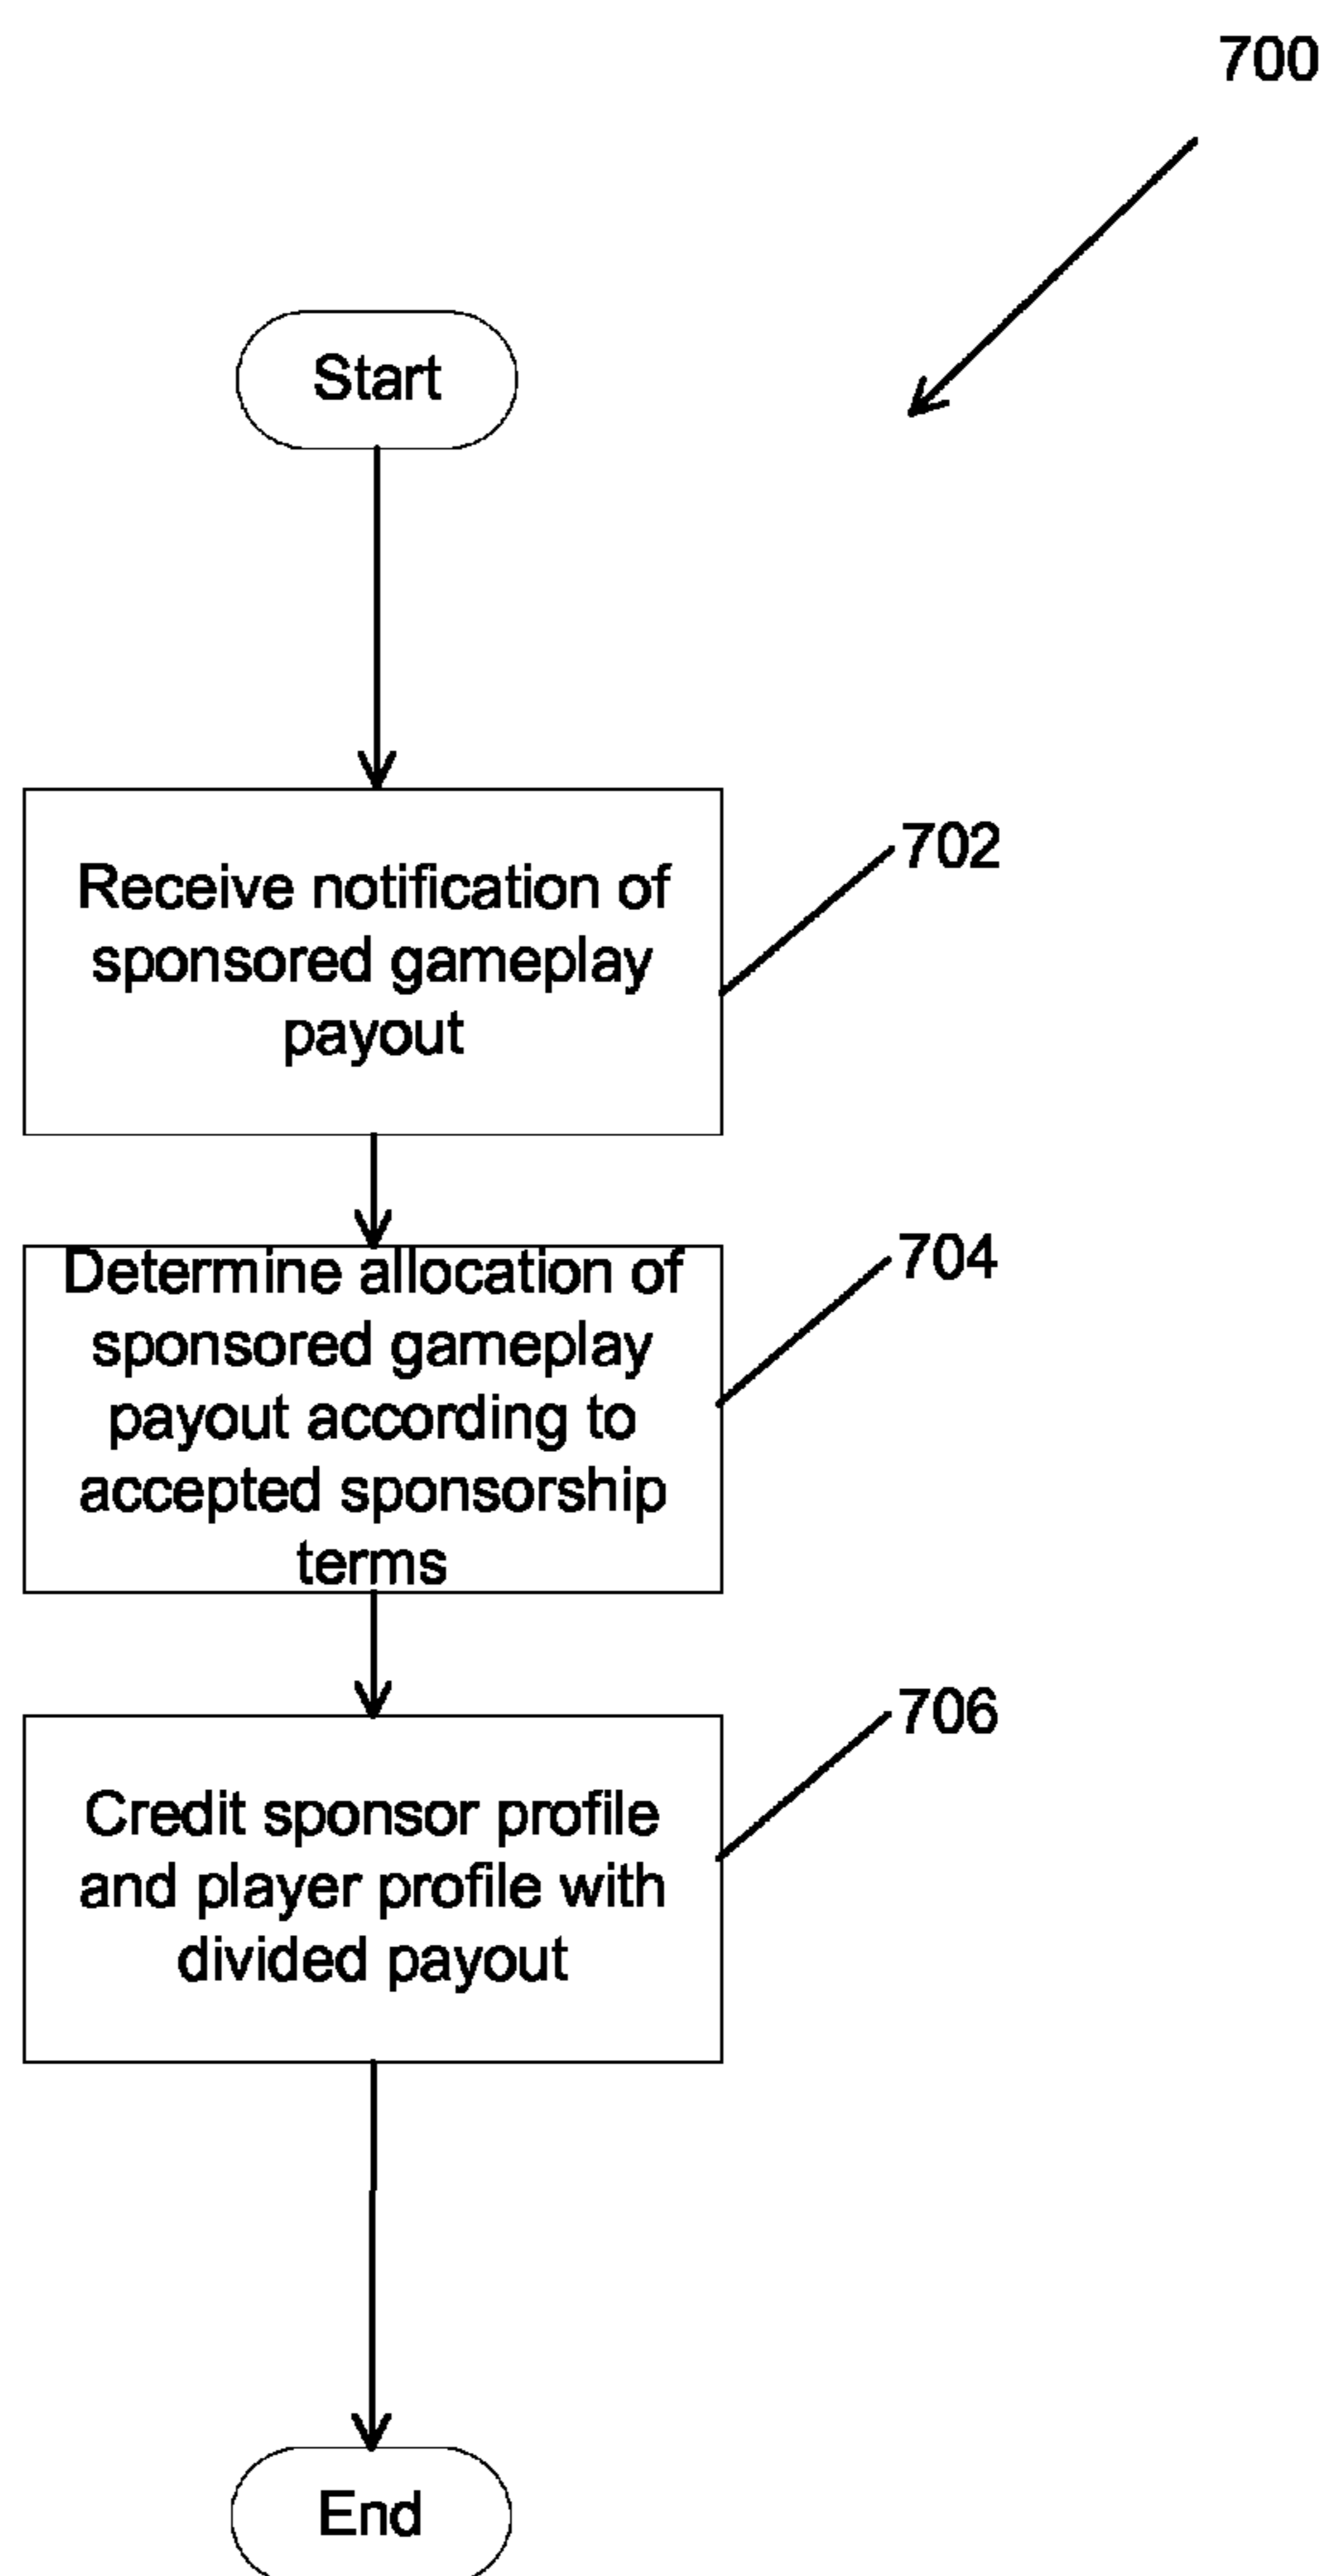 700
Start
Receive notification of
sponsored gameplay
payout
702
Determine allocation of
sponsored gameplay
payout according to
accepted sponsorship
terms
704
Credit sponsor profile
and player profile with
divided payout
706
End